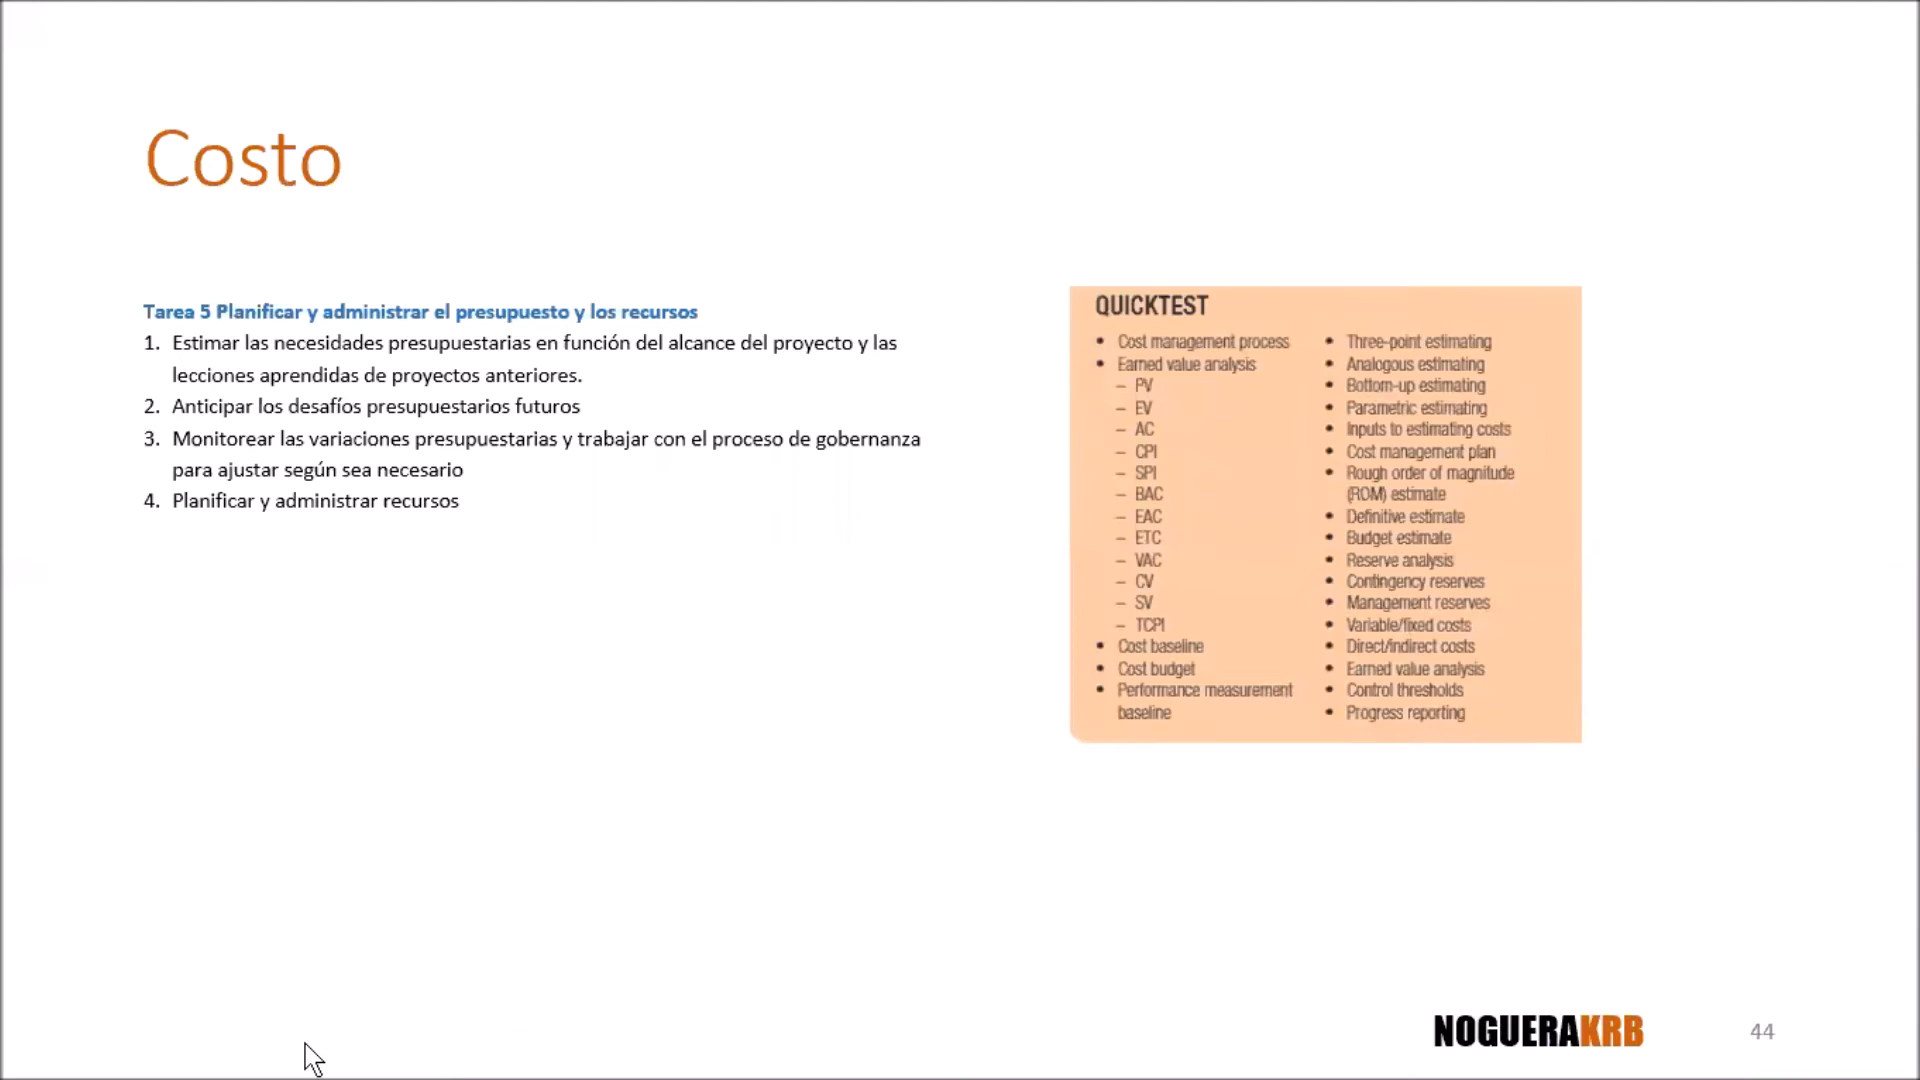 Costo
Tarea 5 Planificar y administrar el presupuesto y los recursos
1. Estimar las necesidades presupuestarias en función del alcance del proyecto y las
lecciones aprendidas de proyectos anteriores.
2. Anticipar los desafíos presupuestarios futuros
3. Monitorear las variaciones presupuestarias y trabajar con el proceso de gobernanza
para ajustar según sea necesario
4. Planificar y administrar recursos
QUICKTEST
• Cost management process
• Earned value analysis
– PV
– EV
– AC
– CPI
– SPI
– BAC
– EAC
– ETC
– VAC
– CV
– SV
– TCPI
• Cost baseline
• Cost budget
• Performance measurement
baseline
• Three-point estimating
• Analogous estimating
• Bottom-up estimating
• Parametric estimating
• Inputs to estimating costs
• Cost management plan
• Rough order of magnitude
(ROM) estimate
• Definitive estimate
• Budget estimate
• Reserve analysis
• Contingency reserves
• Management reserves
• Variable/fixed costs
• Direct/indirect costs
• Earned value analysis
• Control thresholds
• Progress reporting
NOGUERAKRB
44